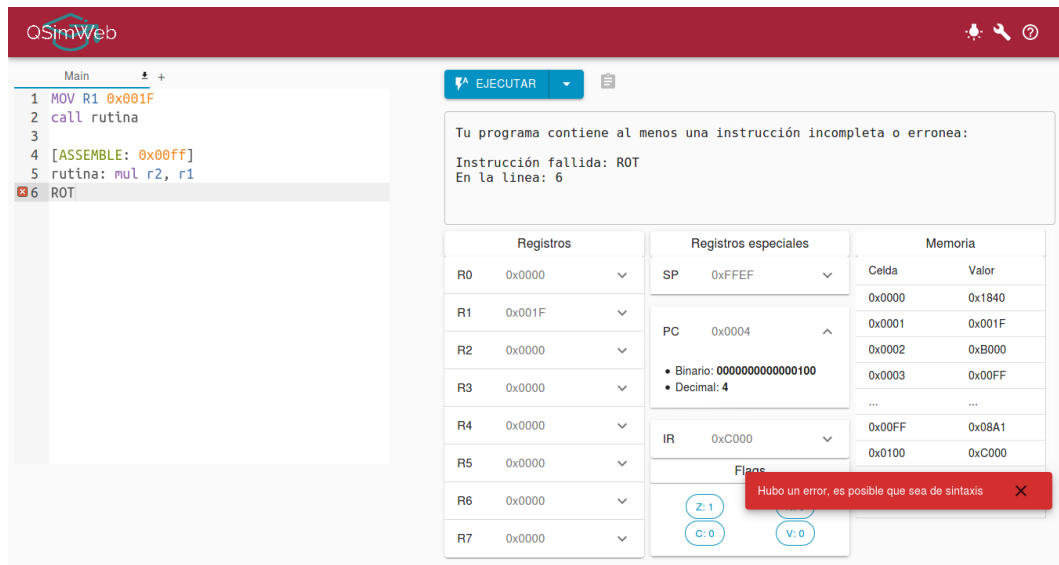 QSimWeb
Main
1 MOV R1 0x001F
2 call rutina
3
4 [ASSEMBLE: 0x00ff]
5 rutina: mul r2, r1
6 ROT
EJECUTAR
Tu programa contiene al menos una instrucción incompleta o erronea:
Instrucción fallida: ROT
En la linea: 6
Registros
R0 0x0000
R1 0x001F
R2 0x0000
R3 0x0000
R4 0x0000
R5 0x0000
R6 0x0000
R7 0x0000
Registros especiales
SP 0xFFEF
PC 0x0004
• Binario: 0000000000000100
• Decimal: 4
IR 0xC000
Flags
Z: 1
C: 0
V: 0
Memoria
Celda Valor
0x0000 0x1840
0x0001 0x001F
0x0002 0xB000
0x0003 0x00FF
... ...
0x00FF 0x08A1
0x0100 0xC000
Hubo un error, es posible que sea de sintaxis